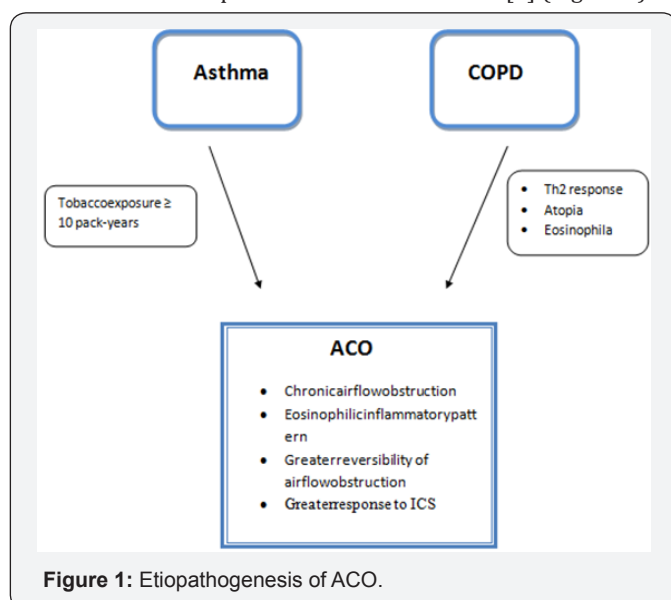 Asthma
COPD
Tobaccoexposure ≥
10 pack-years
• Th2 response
• Atopia
• Eosinophila
ACO
• Chronicairflowobstruction
• Eosinophilicinflammatorypatt
ern
• Greaterreversibility of
airflowobstruction
• Greaterresponse to ICS
Figure 1: Etiopathogenesis of ACO.